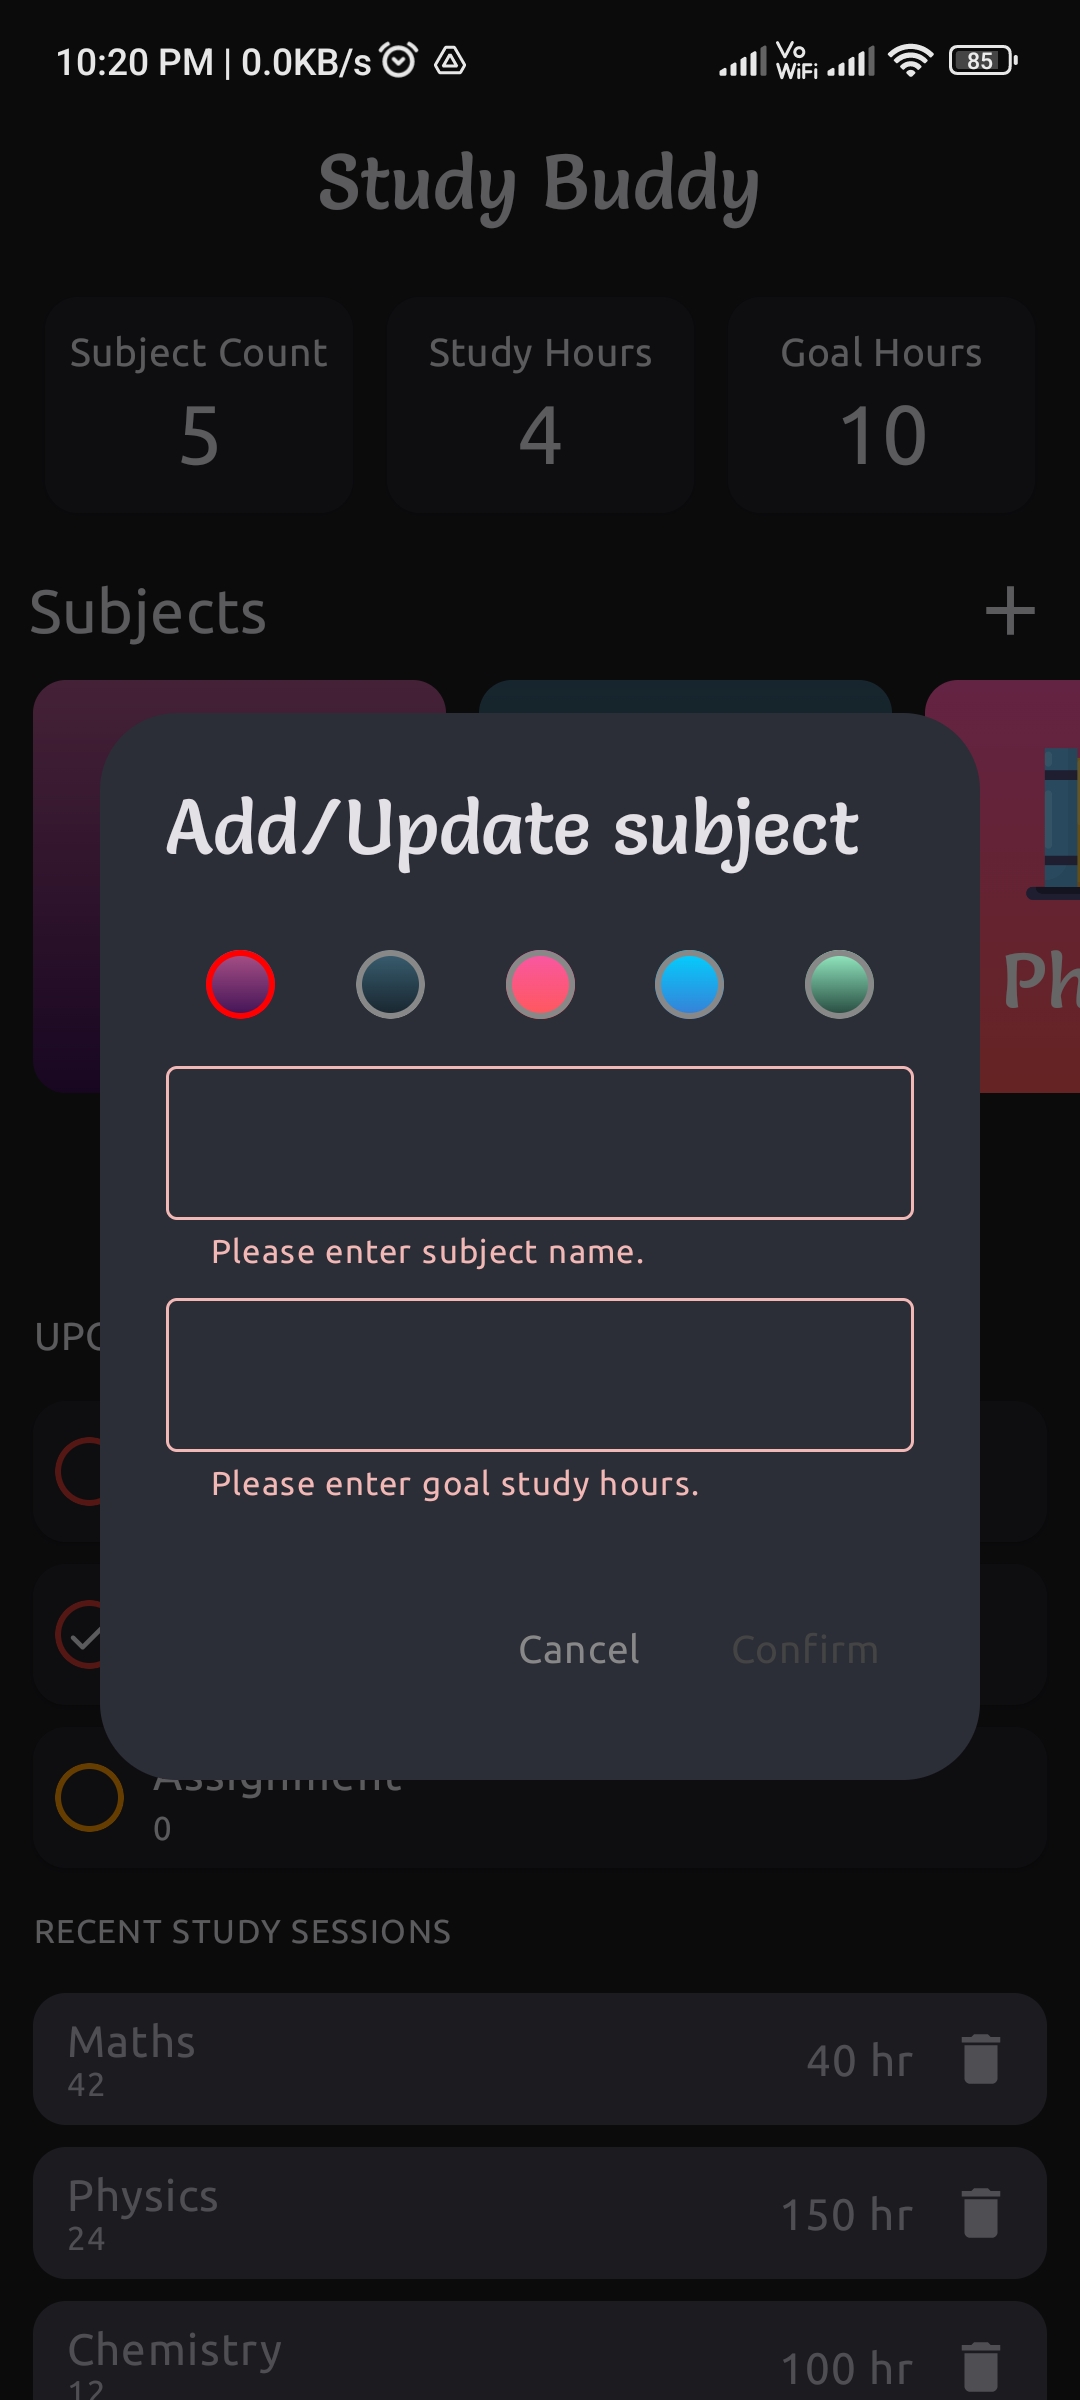 10:20 PM | 0.0KB/s
Vo
WiFi
85
Study Buddy
Subject Count
Study Hours
Goal Hours
5
4
10
Subjects
Add/Update subject
Ph
Please enter subject name.
UPC
Please enter goal study hours.
Cancel
Confirm
Assignment
0
RECENT STUDY SESSIONS
Maths
42
40 hr
Physics
24
150 hr
Chemistry
12
100 hr